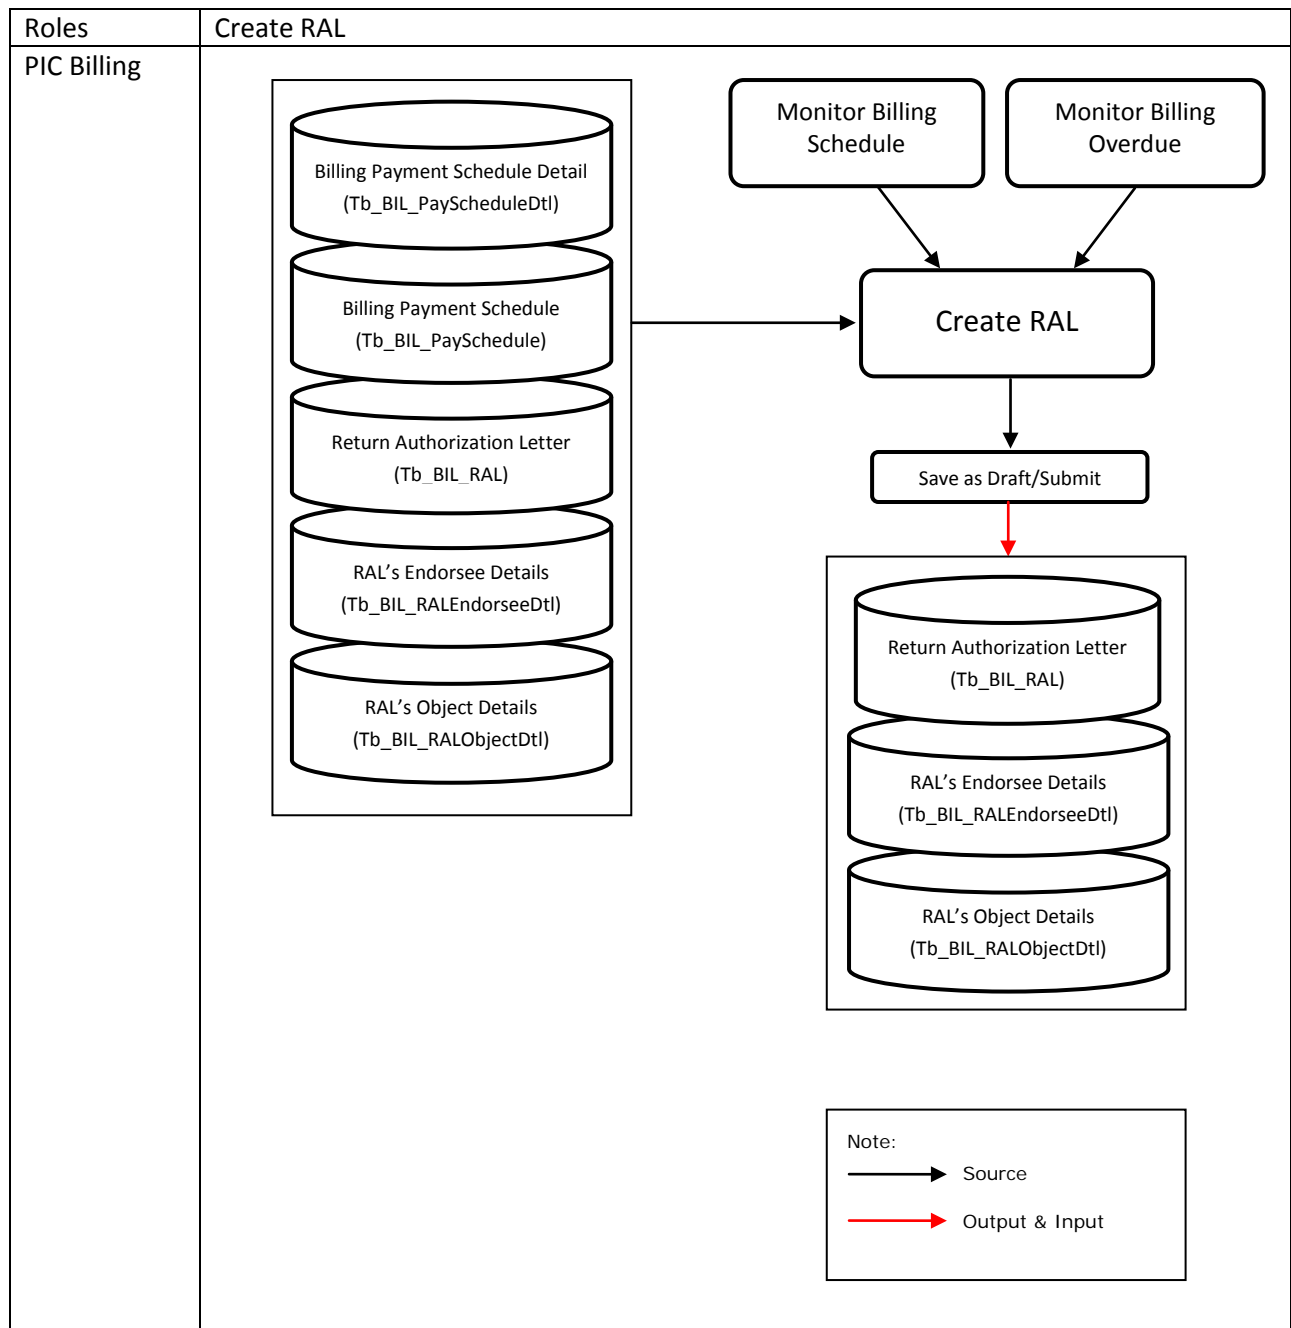 Roles
Create RAL
PIC Billing
Billing Payment Schedule Detail
(Tb_BIL_PayScheduleDtl)
Billing Payment Schedule
(Tb_BIL_PaySchedule)
Return Authorization Letter
(Tb_BIL_RAL)
RAL’s Endorsee Details
(Tb_BIL_RALEndorseeDtl)
RAL’s Object Details
(Tb_BIL_RALObjectDtl)
Monitor Billing
Schedule
Monitor Billing
Overdue
Create RAL
Save as Draft/Submit
Return Authorization Letter
(Tb_BIL_RAL)
RAL’s Endorsee Details
(Tb_BIL_RALEndorseeDtl)
RAL’s Object Details
(Tb_BIL_RALObjectDtl)
Note:
Source
Output & Input